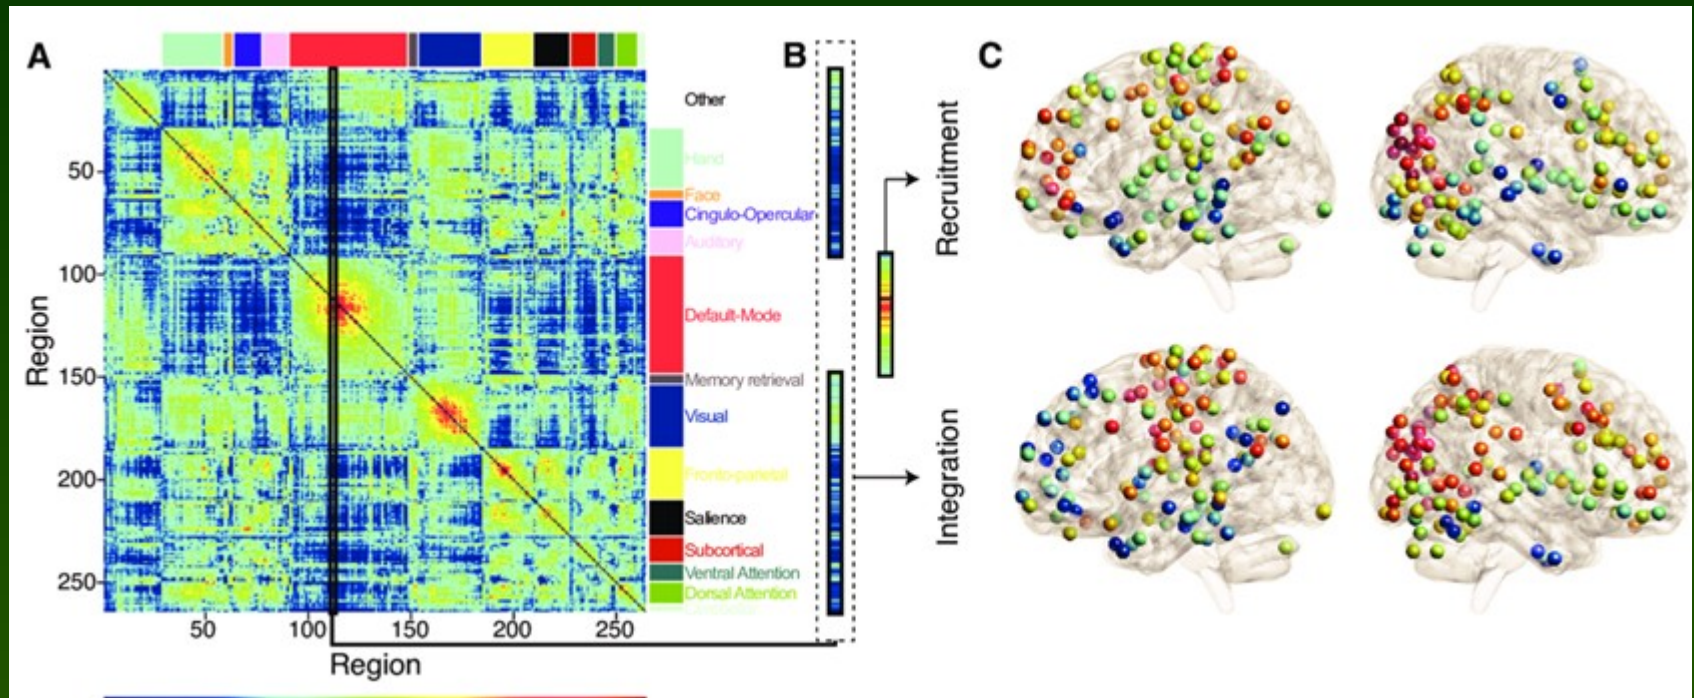 A
B
C
Other
Hand
Face
Cingulo-Opercular
Auditory
Default-Mode
Memory retrieval
Visual
Fronto-parietal
Salience
Subcortical
Ventral Attention
Dorsal Attention
Region
50
100
150
200
250
50
100
150
200
250
Region
Recruitment
Integration